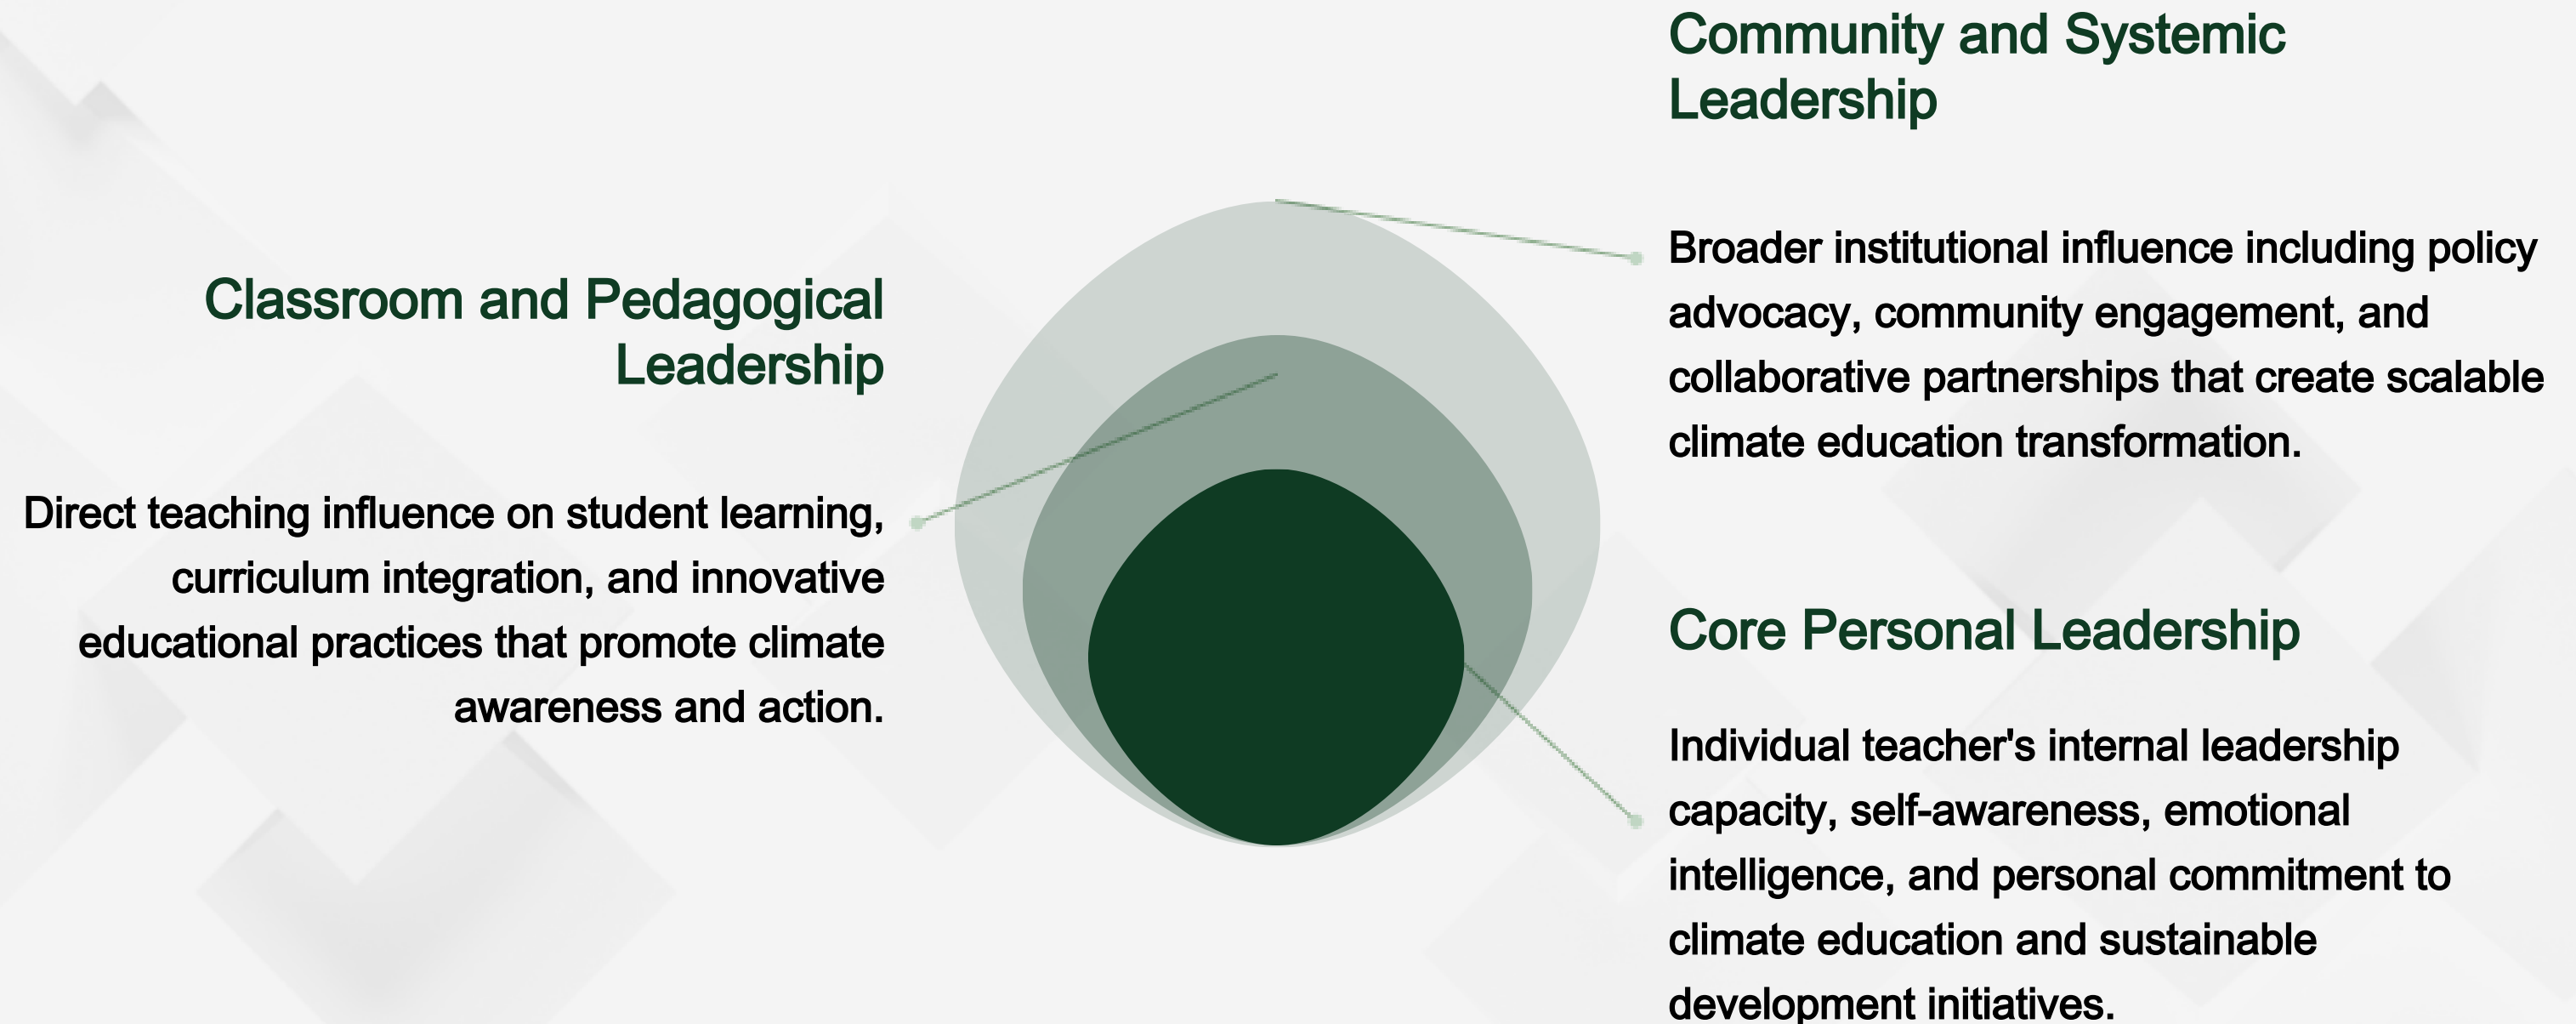 Community and Systemic
Leadership
Broader institutional influence including policy
advocacy, community engagement, and
collaborative partnerships that create scalable
climate education transformation.
Classroom and Pedagogical
Leadership
Direct teaching influence on student learning,
curriculum integration, and innovative
educational practices that promote climate
awareness and action.
Core Personal Leadership
Individual teacher's internal leadership
capacity, self-awareness, emotional
intelligence, and personal commitment to
climate education and sustainable
development initiatives.